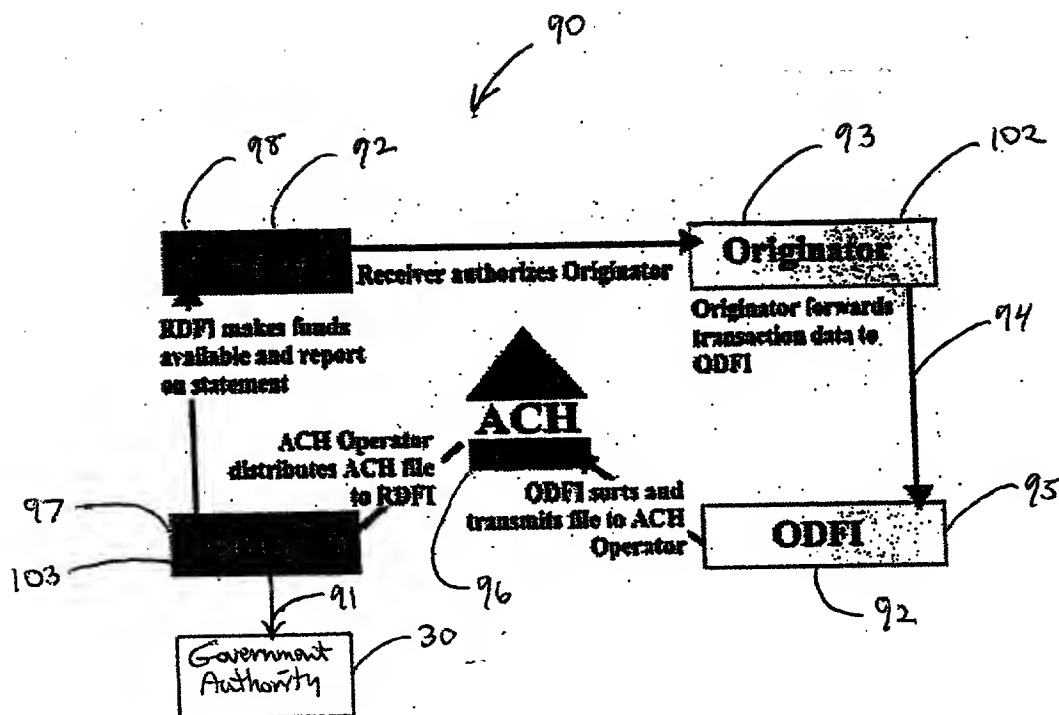 90
98
92
93
102
Originator
Receiver authorizes Originator
RDFI makes funds
available and report
on statement
Originator forwards
transaction data to
ODFI
94
ACH
ACH Operator
distributes ACH file
to RDFI
ODFI sorts and
transmits file to ACH
Operator
97
103
96
ODFI
95
92
91
30
Government
Authority